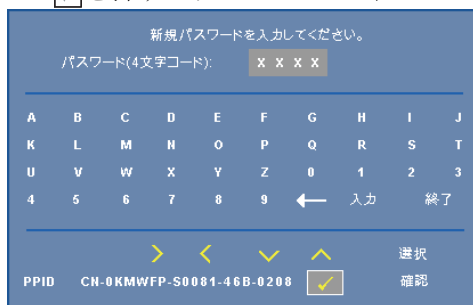 新規パスワードを入力してください。
パスワード(4文字コード): X X X X
A B C D E F G H I J
K L M N O P Q R S T
U V W X Y Z 0 1 2 3
4 5 6 7 8 9 ← 入力 終了
選択
PPID CN-0KMWFP-S0081-46B-0208 ✓ 確認